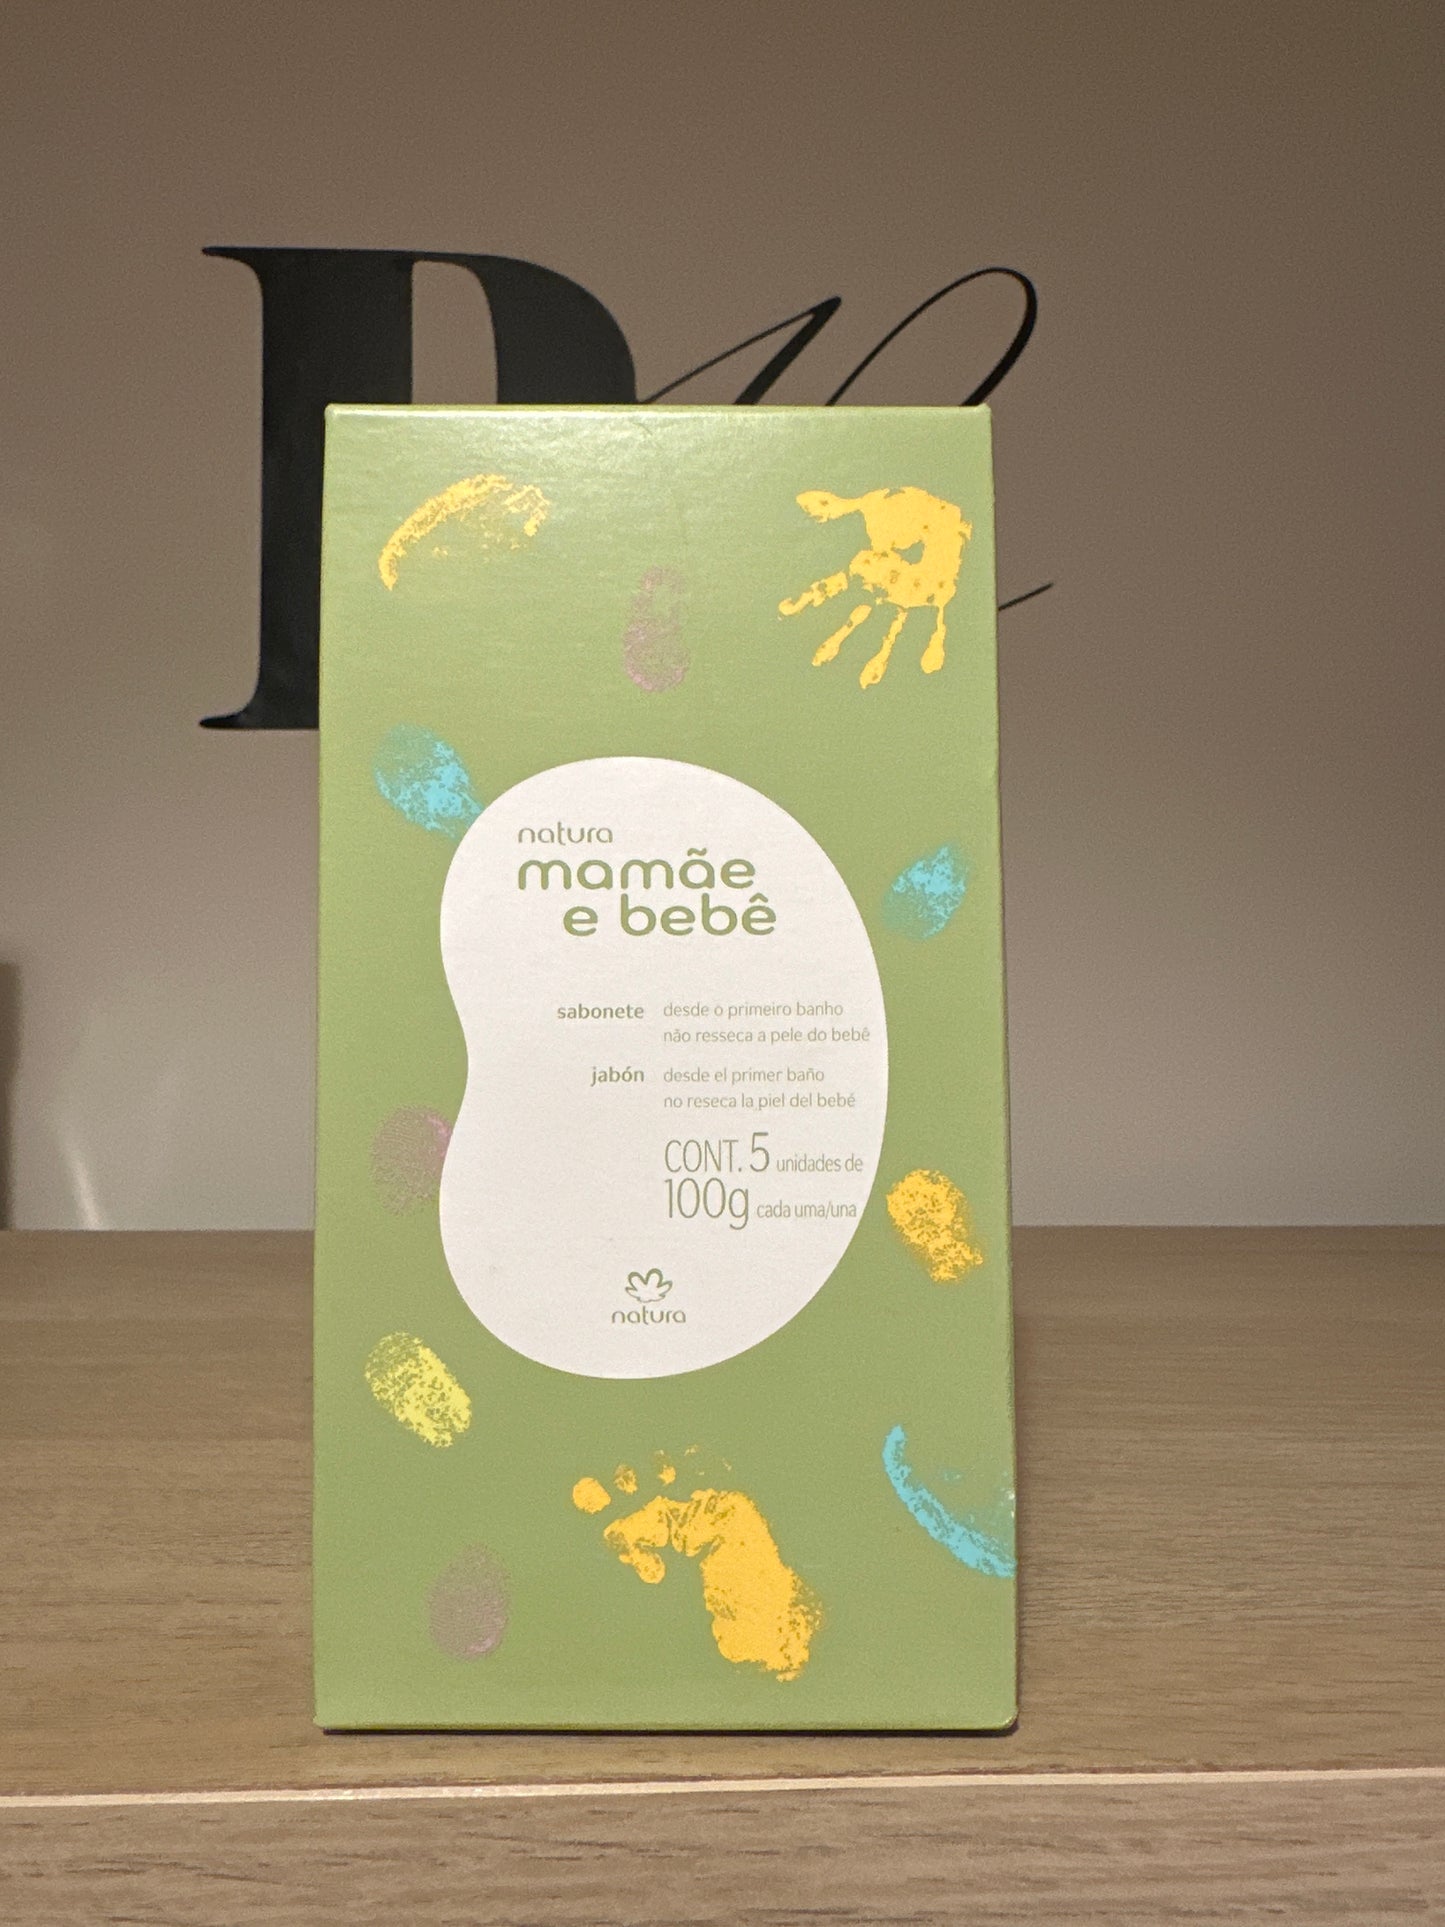 natura
mamãe
e bebê
sabonete desde o primeiro banho
não resseca a pele do bebê
jabón desde el primer baño
no reseca la piel del bebé
CONT. 5 unidades de
100g cada uma/una
natura